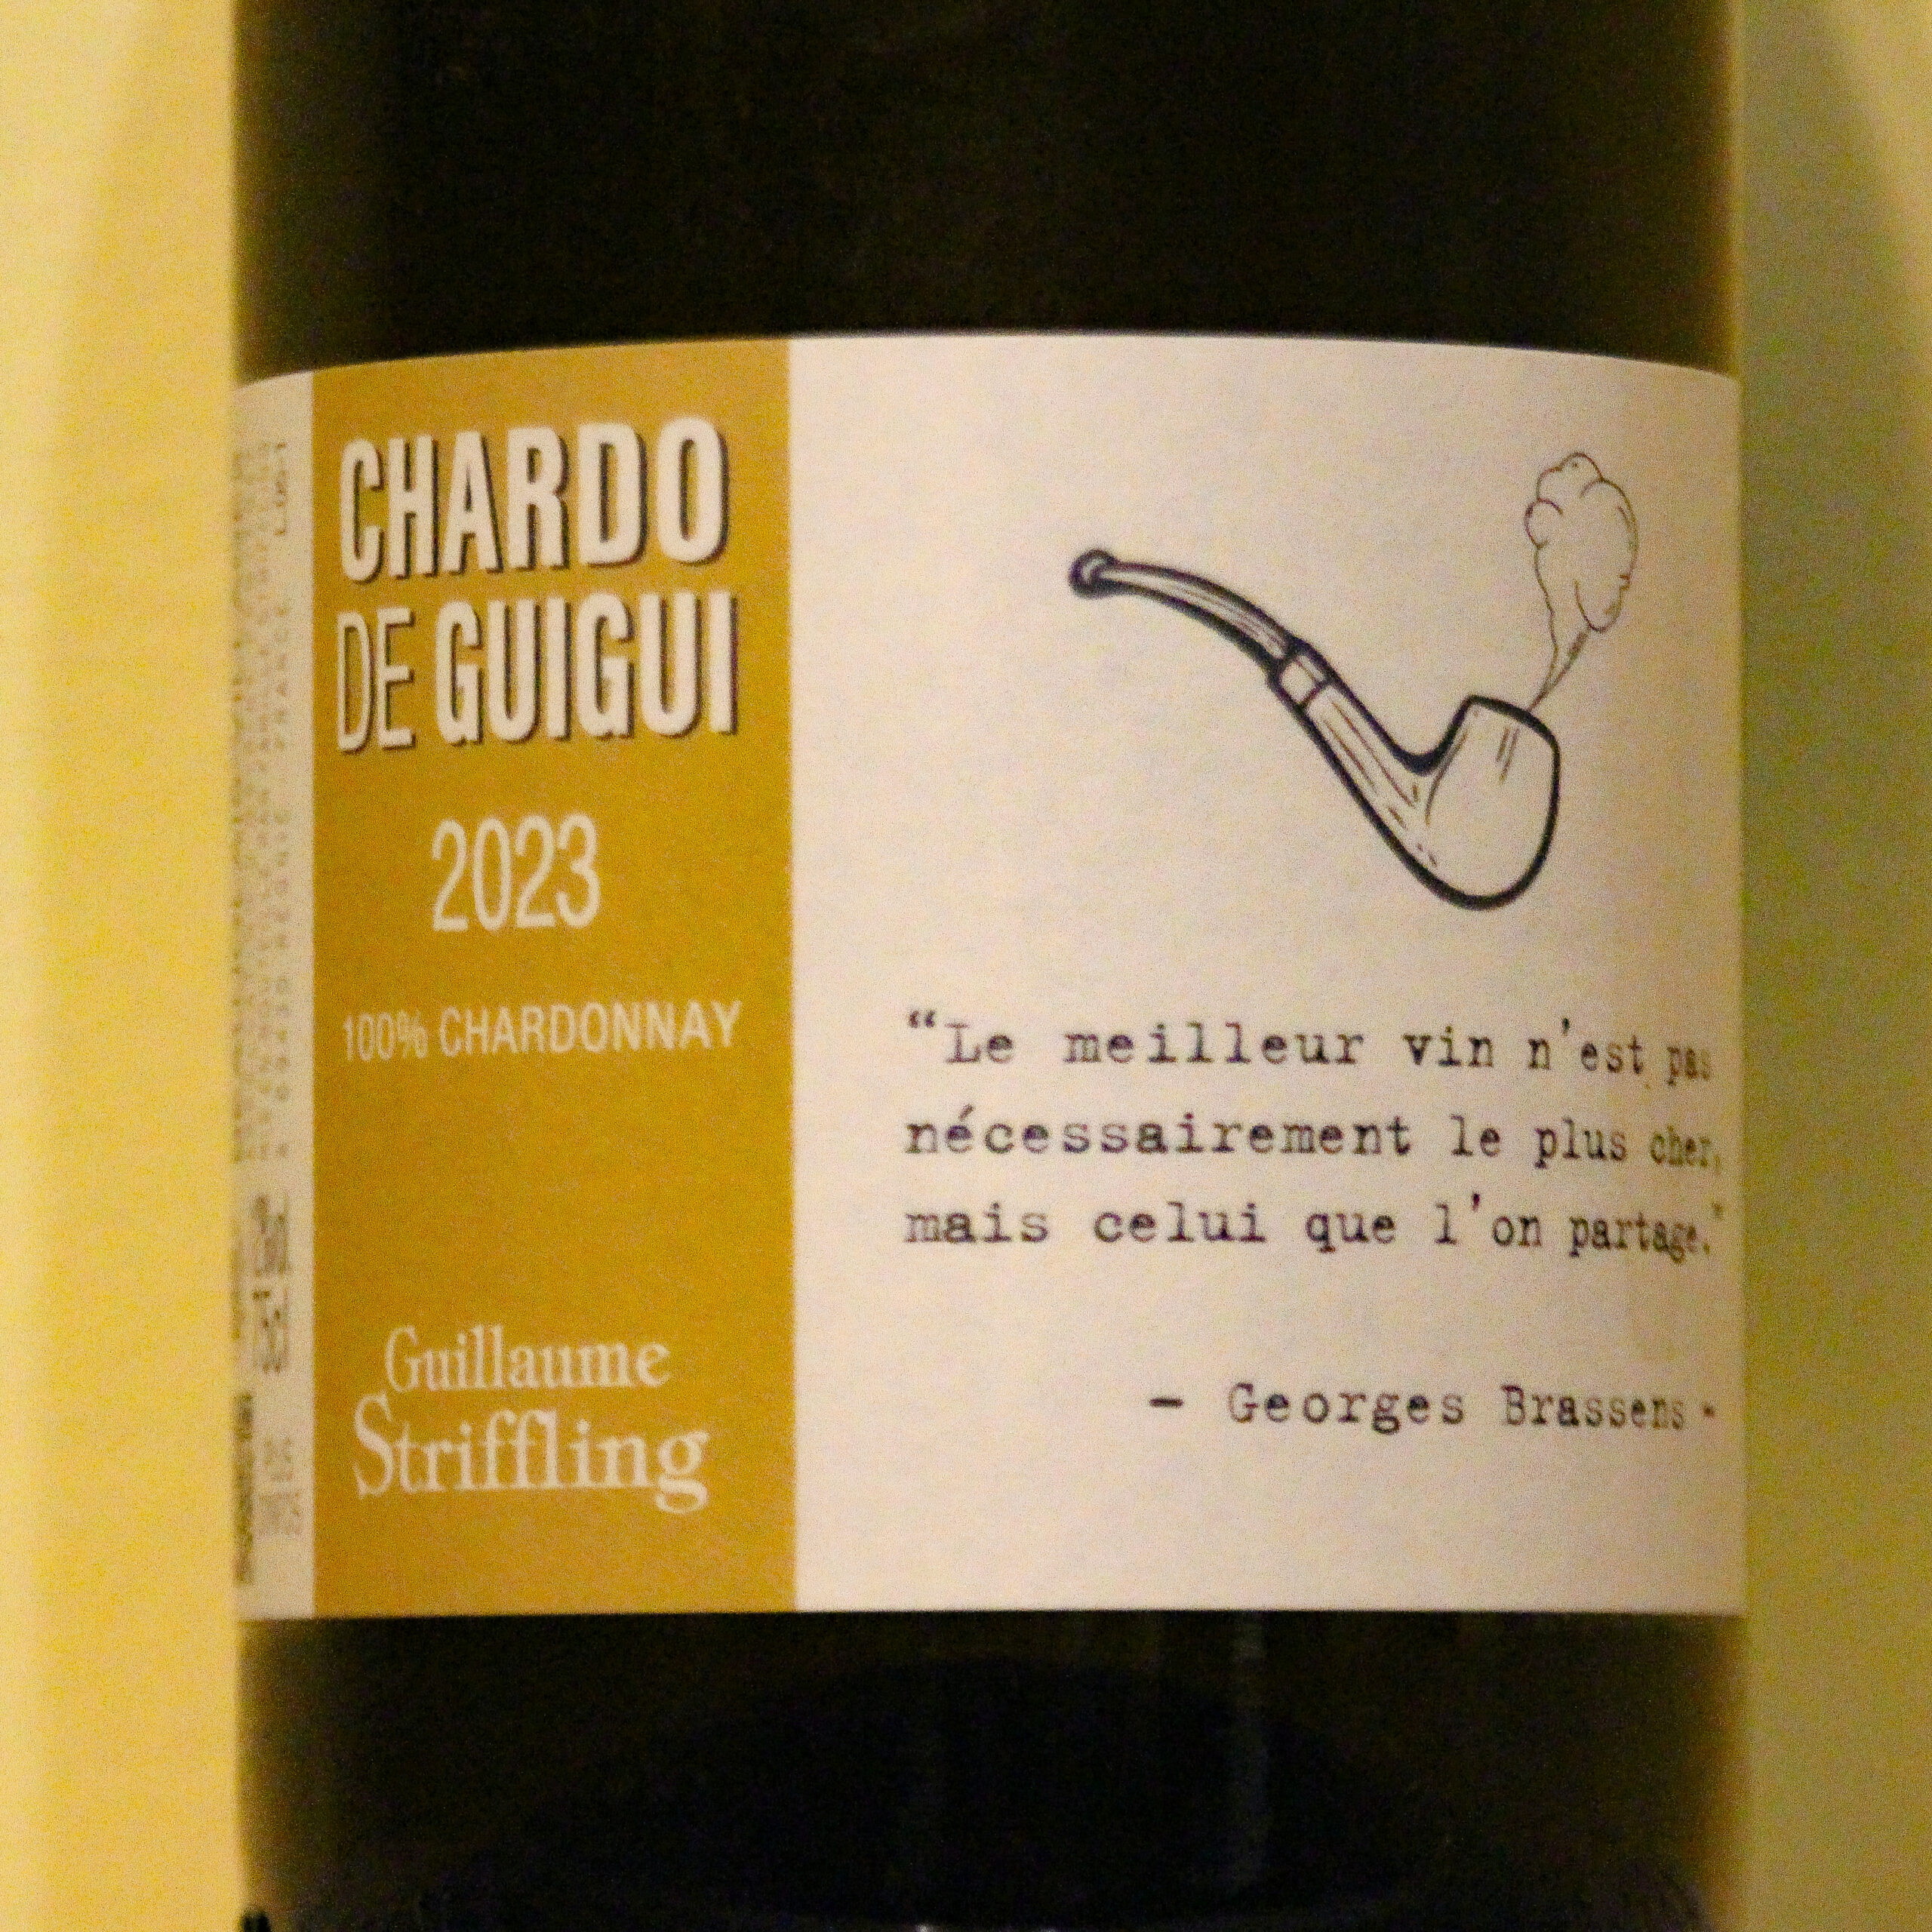 CHARDO
DE GUIGUI
2023
100% CHARDONNAY
Guillaume
Striffling
“Le meilleur vin n'est pas
nécessairement le plus cher,
mais celui que l'on partage.”
- Georges Brassens -